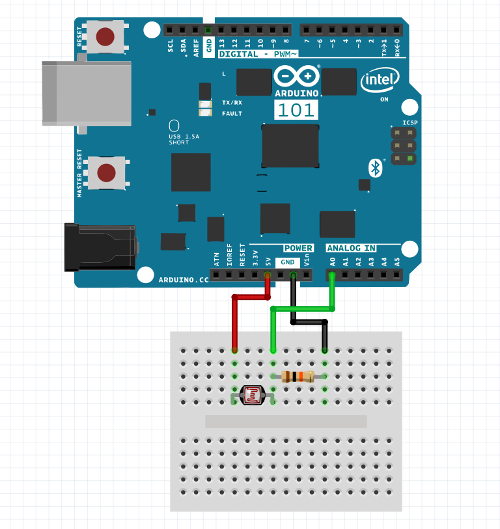 RESET
SCL
SDA
AREF
GND
13
12
~11
~10
~9
8
7
~6
~5
~4
~3
2
TX→1
RX←0
DIGITAL - PWM~
L
TX/RX
FAULT
ARDUINO
101
intel
ON
ICSP
USB 1.5A
SHORT
MASTER RESET
ATN
IOREF
RESET
3.3V
5V
GND
Vin
POWER
ANALOG IN
A0
A1
A2
A3
A4
A5
ARDUINO.CC